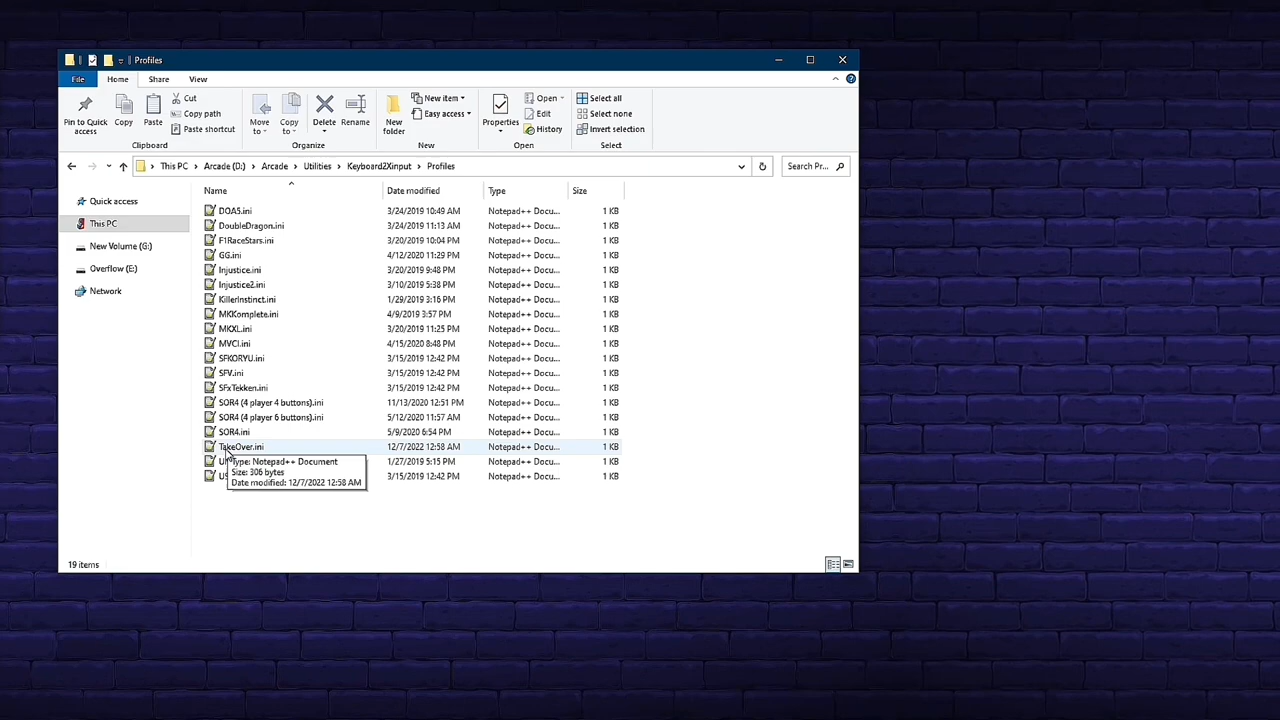 Profiles
File Home Share View
Pin to Quick access
Copy
Paste
Cut
Copy path
Paste shortcut
Clipboard
Move to
Copy to
Delete
Rename
Organize
New folder
New item
Easy access
New
Properties
Open
Edit
History
Open
Select all
Select none
Invert selection
Select
This PC > Arcade (D:) > Arcade > Utilities > Keyboard2Xinput > Profiles
Search Pr...
Quick access
This PC
New Volume (G:)
Overflow (E:)
Network
Name Date modified Type Size
DOA5.ini 3/24/2019 10:49 AM Notepad++ Docu... 1 KB
DoubleDragon.ini 3/24/2019 11:13 AM Notepad++ Docu... 1 KB
F1RaceStars.ini 3/20/2019 10:04 PM Notepad++ Docu... 1 KB
GG.ini 4/12/2020 11:29 PM Notepad++ Docu... 1 KB
Injustice.ini 3/20/2019 9:48 PM Notepad++ Docu... 1 KB
Injustice2.ini 3/10/2019 5:38 PM Notepad++ Docu... 1 KB
KillerInstinct.ini 1/29/2019 3:16 PM Notepad++ Docu... 1 KB
MKKomplete.ini 4/9/2019 3:57 PM Notepad++ Docu... 1 KB
MKXL.ini 3/20/2019 11:25 PM Notepad++ Docu... 1 KB
MVCI.ini 4/15/2020 8:48 PM Notepad++ Docu... 1 KB
SFKORYU.ini 3/15/2019 12:42 PM Notepad++ Docu... 1 KB
SFV.ini 3/15/2019 12:42 PM Notepad++ Docu... 1 KB
SFxTekken.ini 3/15/2019 12:42 PM Notepad++ Docu... 1 KB
SOR4 (4 player 4 buttons).ini 11/13/2020 12:51 PM Notepad++ Docu... 1 KB
SOR4 (4 player 6 buttons).ini 5/12/2020 11:57 AM Notepad++ Docu... 1 KB
SOR4.ini 5/9/2020 6:54 PM Notepad++ Docu... 1 KB
TakeOver.ini 12/7/2022 12:58 AM Notepad++ Docu... 1 KB
1/27/2019 5:15 PM Notepad++ Docu... 1 KB
3/15/2019 12:42 PM Notepad++ Docu... 1 KB
Type: Notepad++ Document
Size: 306 bytes
Date modified: 12/7/2022 12:58 AM
19 items